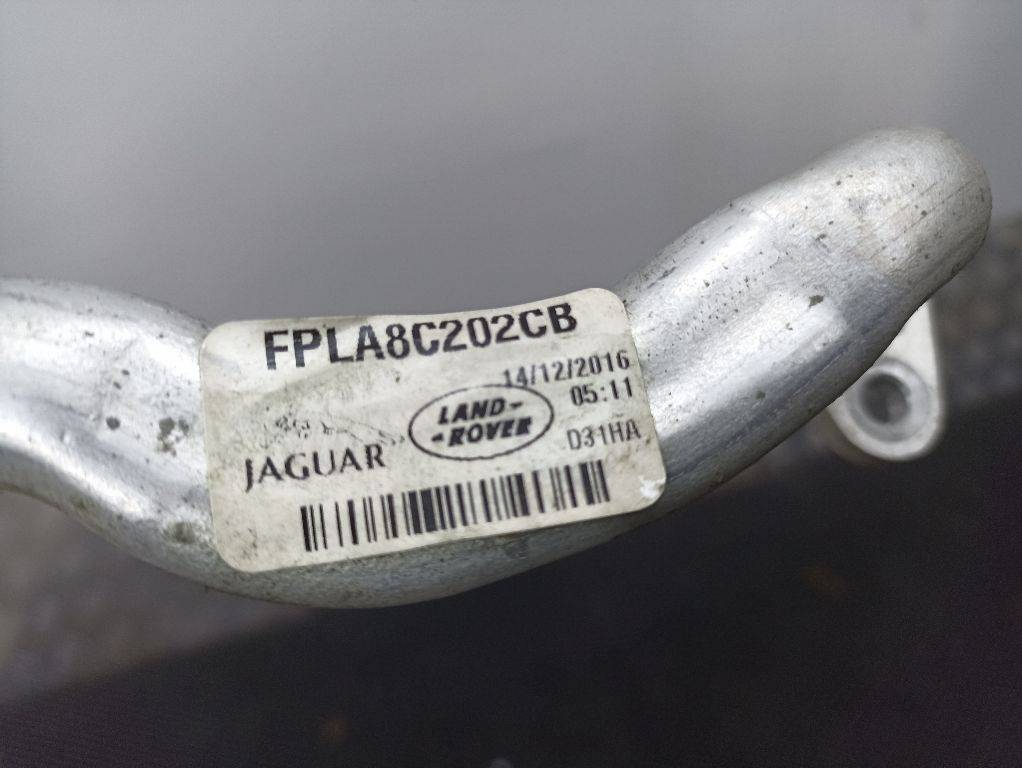 FPLA8C202CB
14/12/2016
05:11
LAND-
-ROVER
JAGUAR
D31HA